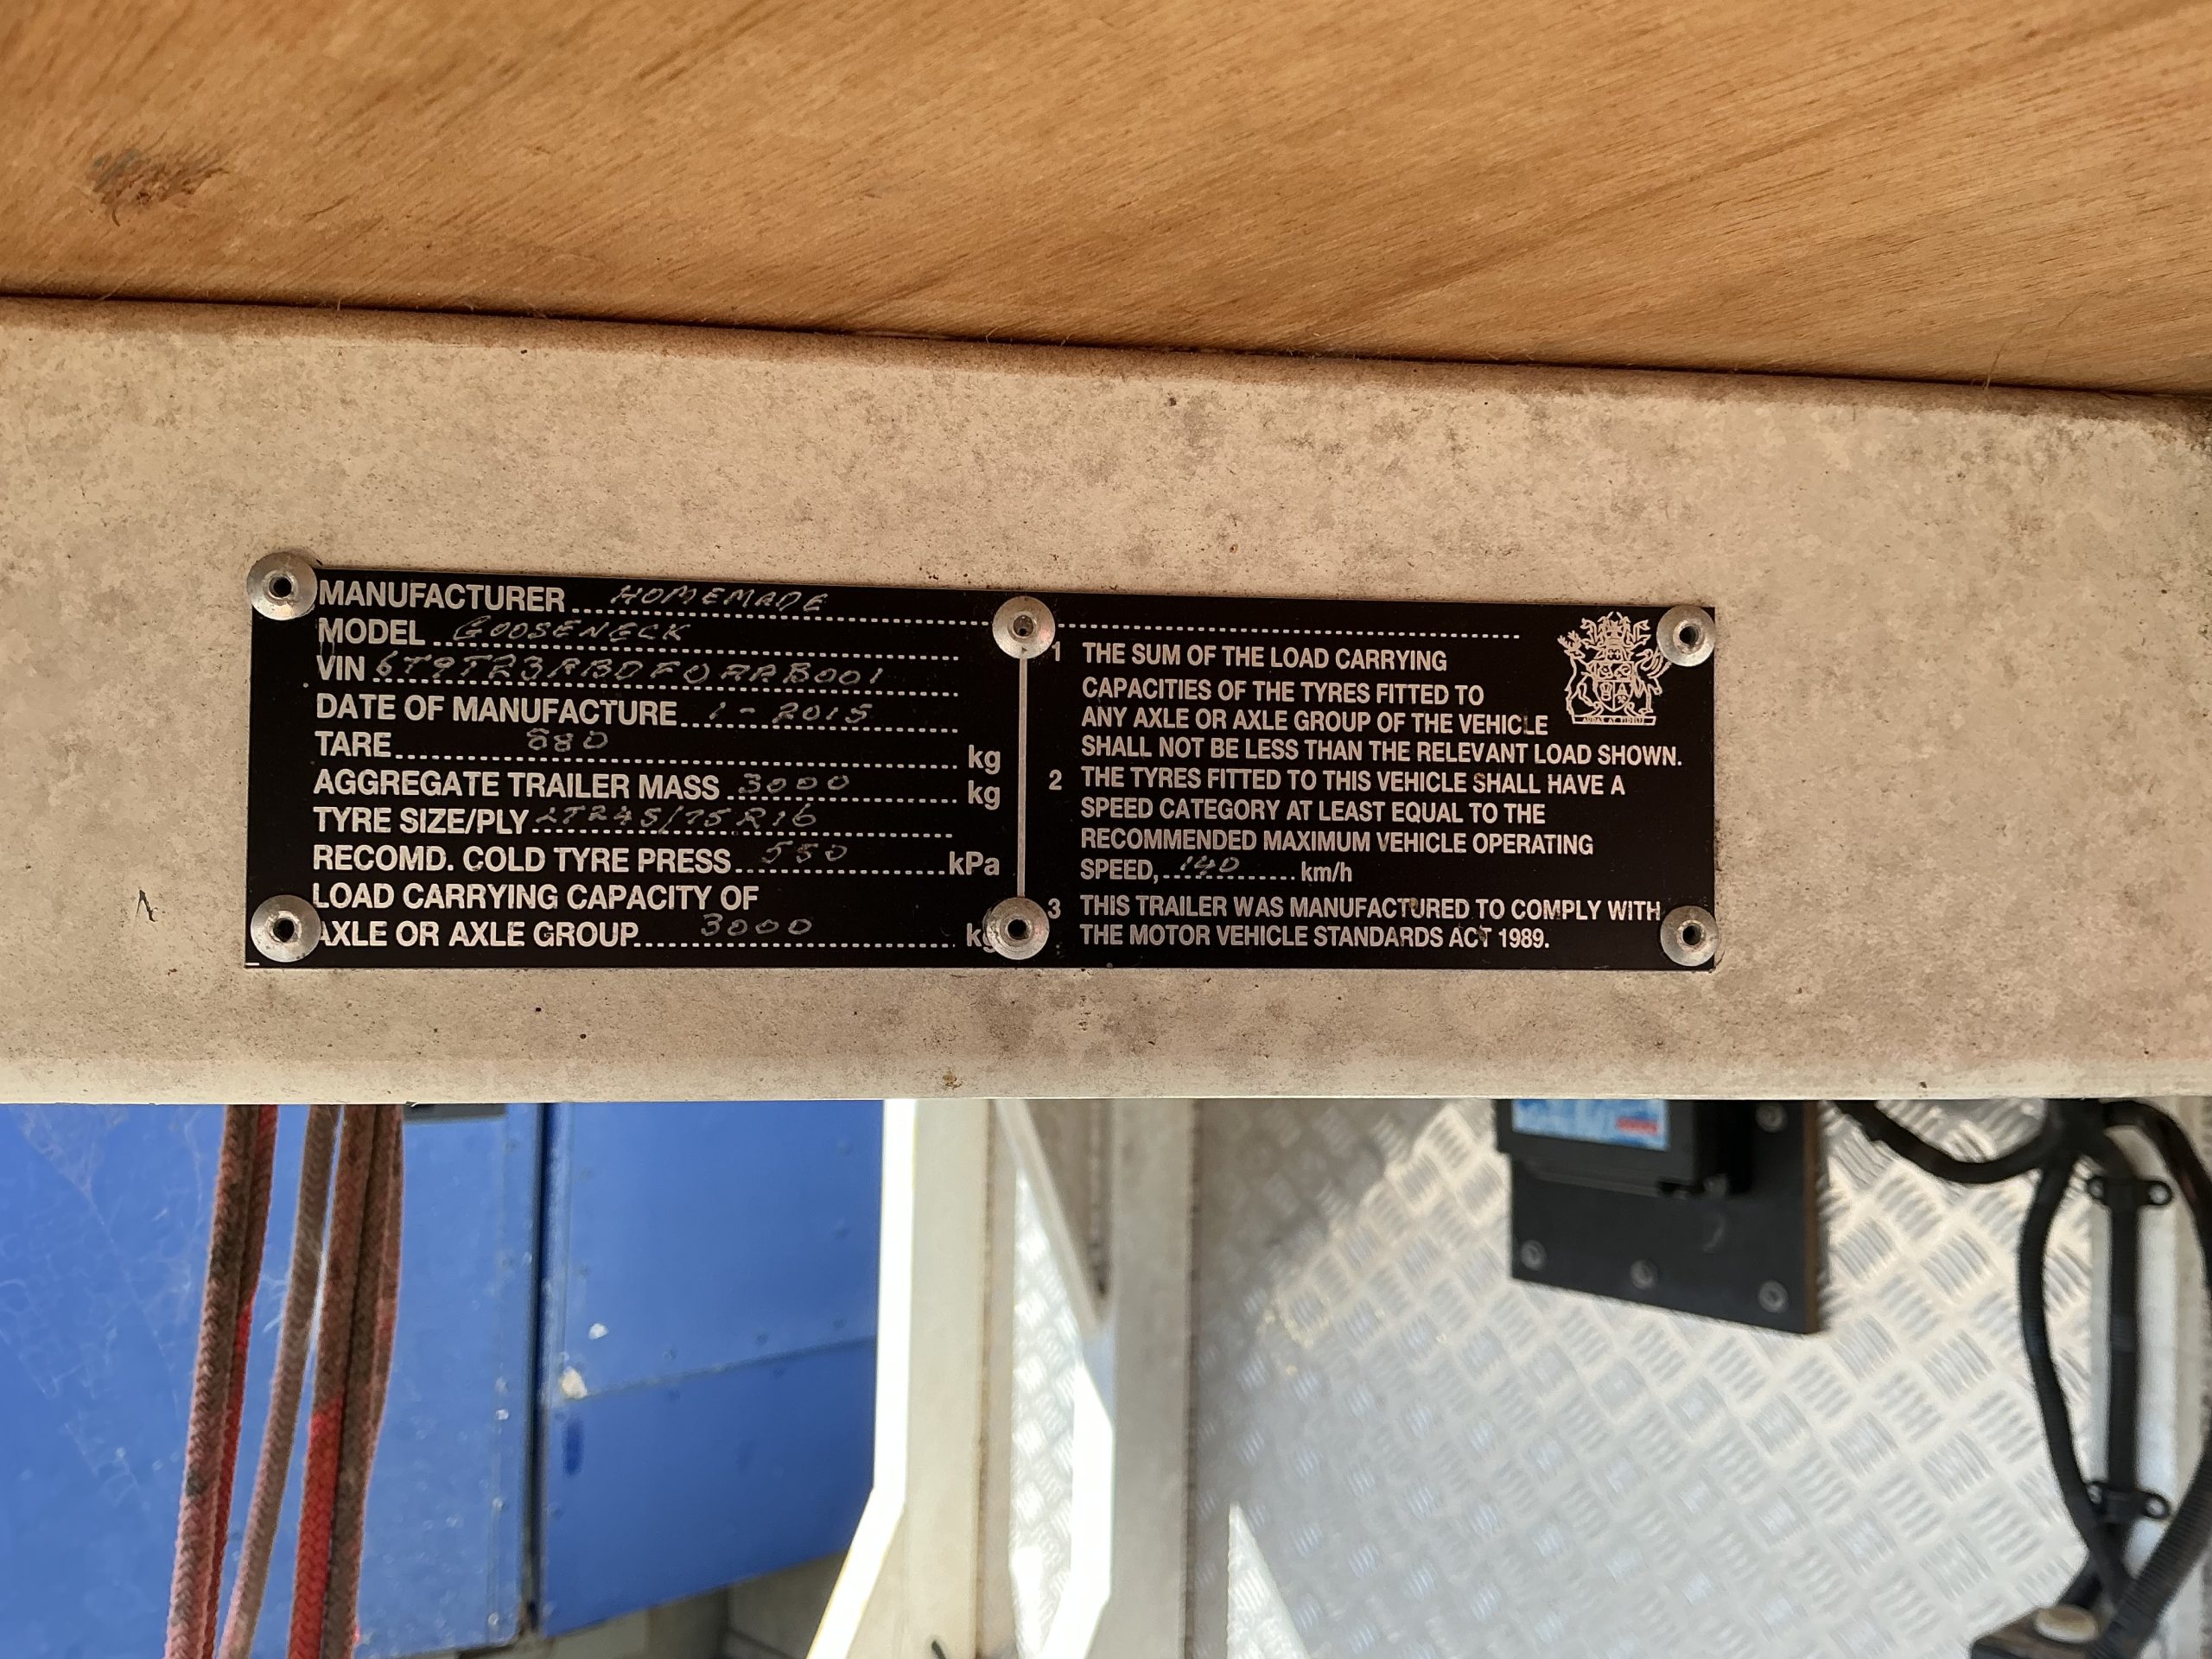 MANUFACTURER HOMEMADE
MODEL GOOSENECK
VIN 6T9T23RBDF0RAB001
DATE OF MANUFACTURE 1-2015
TARE 880 kg
AGGREGATE TRAILER MASS 3000 kg
TYRE SIZE/PLY LT245/75R16
RECOMD. COLD TYRE PRESS 550 kPa
LOAD CARRYING CAPACITY OF
AXLE OR AXLE GROUP 3000 kg
1 THE SUM OF THE LOAD CARRYING
CAPACITIES OF THE TYRES FITTED TO
ANY AXLE OR AXLE GROUP OF THE VEHICLE
SHALL NOT BE LESS THAN THE RELEVANT LOAD SHOWN.
2 THE TYRES FITTED TO THIS VEHICLE SHALL HAVE A
SPEED CATEGORY AT LEAST EQUAL TO THE
RECOMMENDED MAXIMUM VEHICLE OPERATING
SPEED, 140 km/h
3 THIS TRAILER WAS MANUFACTURED TO COMPLY WITH
THE MOTOR VEHICLE STANDARDS ACT 1989.
AUDAX AT FIDELIS